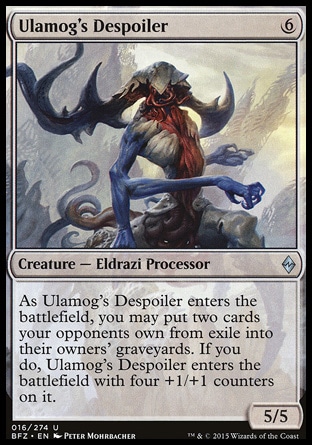 Ulamog's Despoiler 6
Creature — Eldrazi Processor
As Ulamog's Despoiler enters the
battlefield, you may put two cards
your opponents own from exile into
their owners' graveyards. If you
do, Ulamog's Despoiler enters the
battlefield with four +1/+1 counters
on it.
5/5
016/274 U
BFZ • EN Peter Mohrbacher
™ & © 2015 Wizards of the Coast